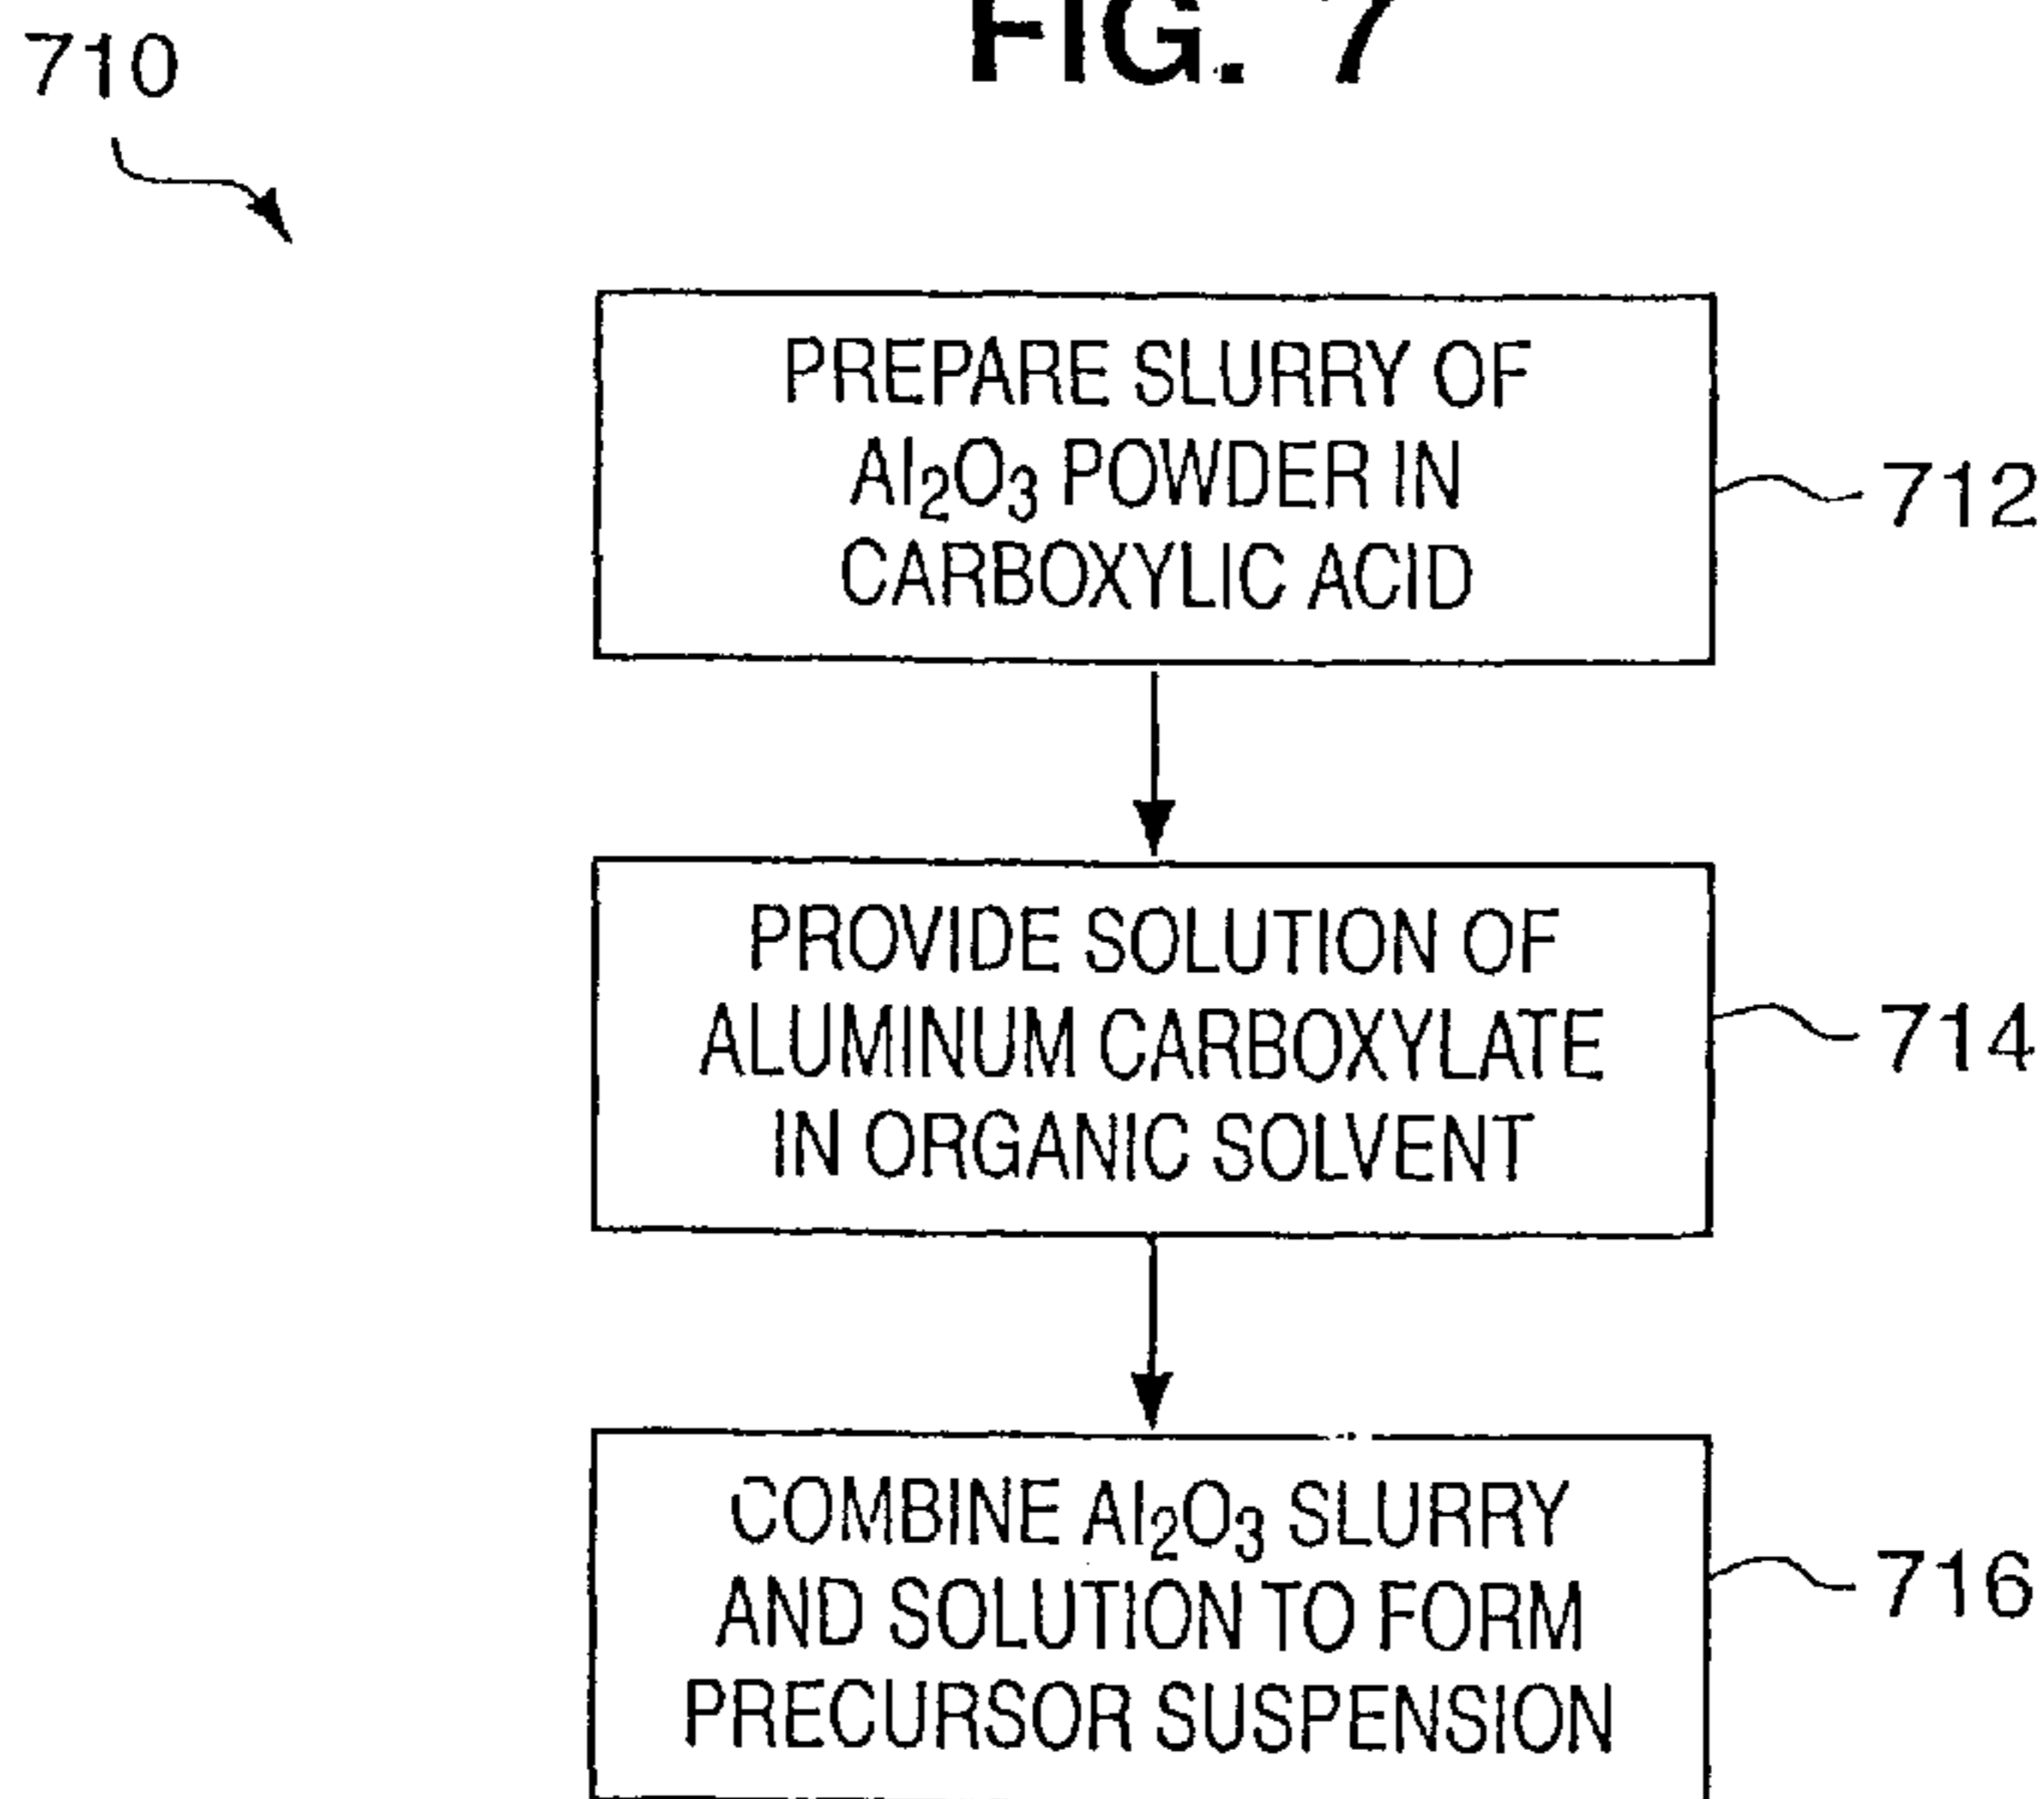 FIG. 7
710
PREPARE SLURRY OF
Al₂O₃ POWDER IN
CARBOXYLIC ACID
712
PROVIDE SOLUTION OF
ALUMINUM CARBOXYLATE
IN ORGANIC SOLVENT
714
COMBINE Al₂O₃ SLURRY
AND SOLUTION TO FORM
PRECURSOR SUSPENSION
716